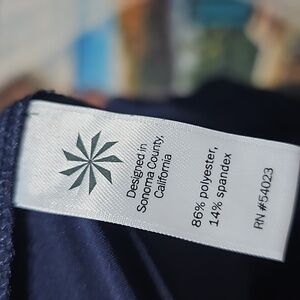 Designed in
Sonoma County,
California
86% polyester,
14% spandex
RN #54023